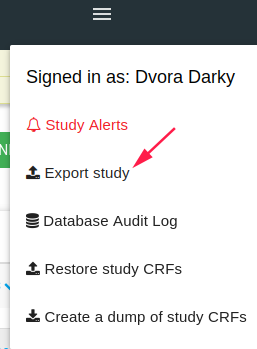 Signed in as: Dvora Darky
Study Alerts
Export study
Database Audit Log
Restore study CRFs
Create a dump of study CRFs